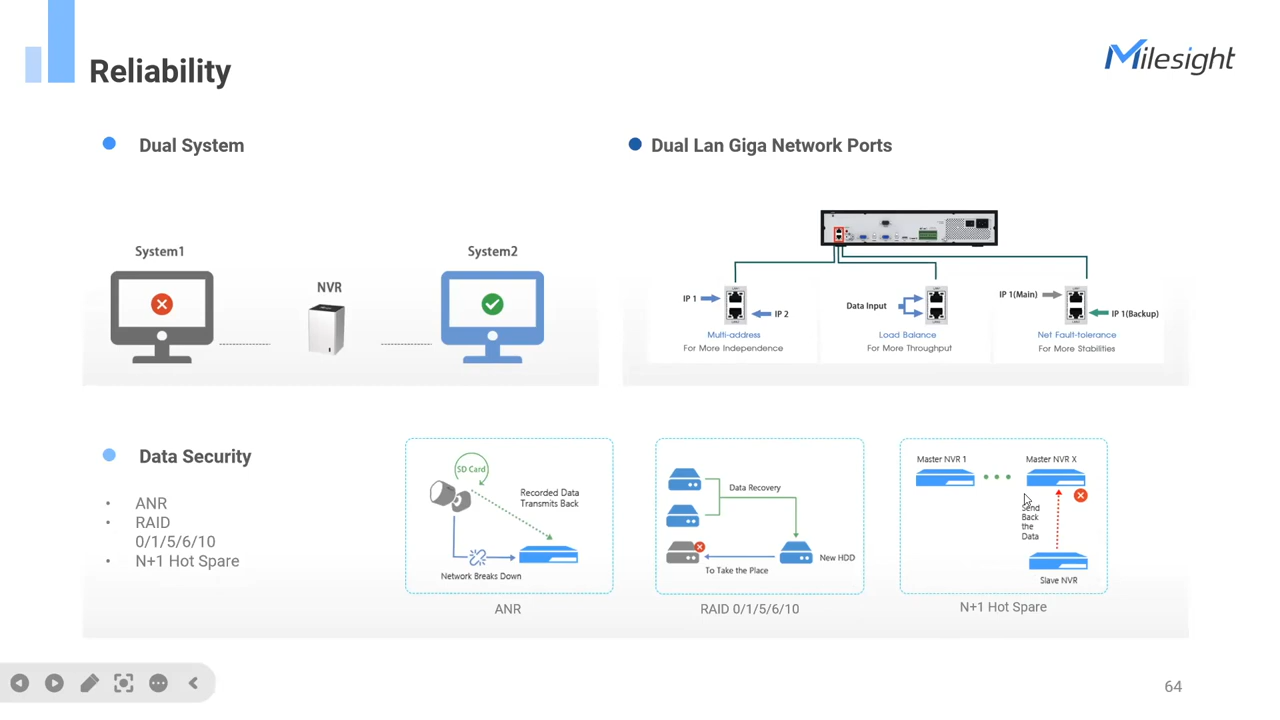 Reliability
Milesight
Dual System
Dual Lan Giga Network Ports
System1
NVR
System2
IP 1
IP 2
Multi-address
For More Independence
Data Input
Load Balance
For More Throughput
IP 1(Main)
IP 1(Backup)
Net Fault-tolerance
For More Stabilities
Data Security
• ANR
• RAID
0/1/5/6/10
• N+1 Hot Spare
SD Card
Recorded Data
Transmits Back
Network Breaks Down
ANR
Data Recovery
New HDD
To Take the Place
RAID 0/1/5/6/10
Master NVR 1
Master NVR X
Send
Back
the
Data
Slave NVR
N+1 Hot Spare
64